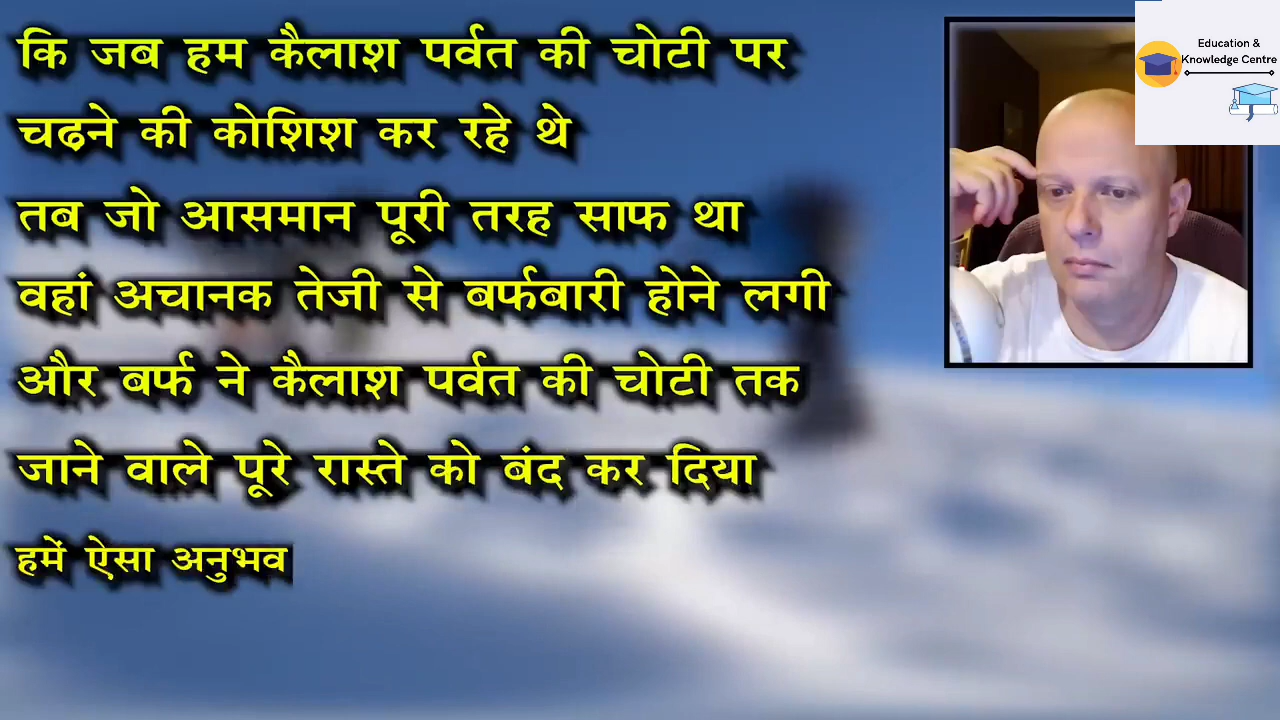 कि जब हम कैलाश पर्वत की चोटी पर
चढने की कोशिश कर रहे थे
तब जो आसमान पूरी तरह साफ था
वहां अचानक तेजी से बर्फबारी होने लगी
और बर्फ ने कैलाश पर्वत की चोटी तक
जाने वाले पूरे रास्ते को बंद कर दिया
हमें ऐसा अनुभव
Education &
Knowledge Centre